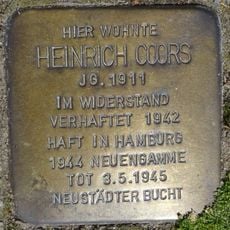 HIER WOHNTE
HEINRICH COORS
JG. 1911
IM WIDERSTAND
VERHAFTET 1942
HAFT IN HAMBURG
1944 NEUENGAMME
TOT 3.5.1945
NEUSTÄDTER BUCHT